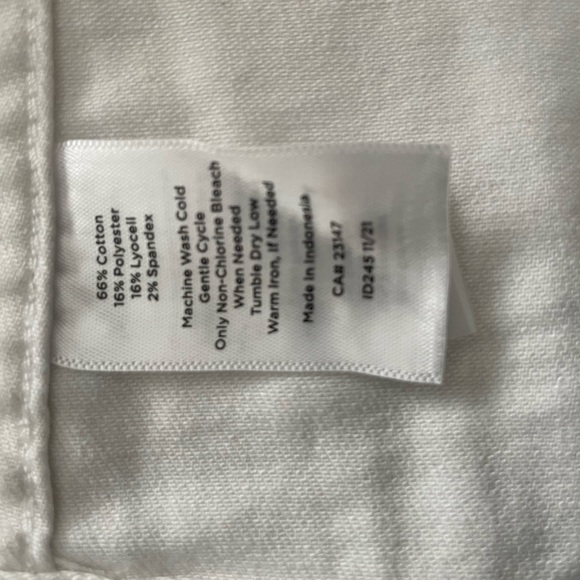 66% Cotton
16% Polyester
16% Lyocell
2% Spandex
Machine Wash Cold
Gentle Cycle
Only Non-Chlorine Bleach
When Needed
Tumble Dry Low
Warm Iron, If Needed
Made In Indonesia
CA# 23147
ID245 11/21